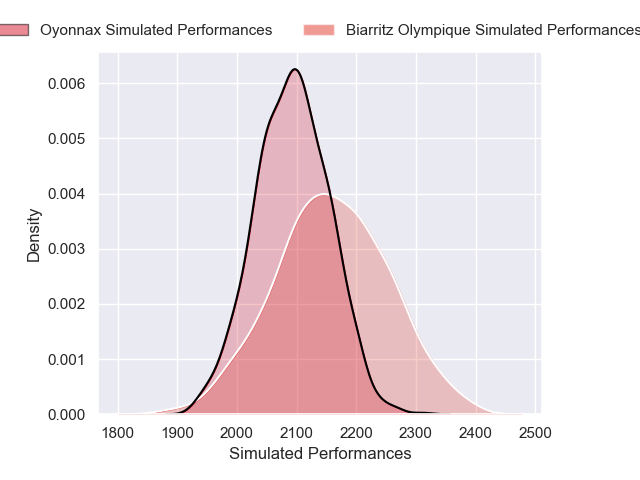 Oyonnax Simulated Performances
Biarritz Olympique Simulated Performances
0.006
0.005
0.004
0.003
0.002
0.001
0.000
Density
1800 1900 2000 2100 2200 2300 2400 2500
Simulated Performances